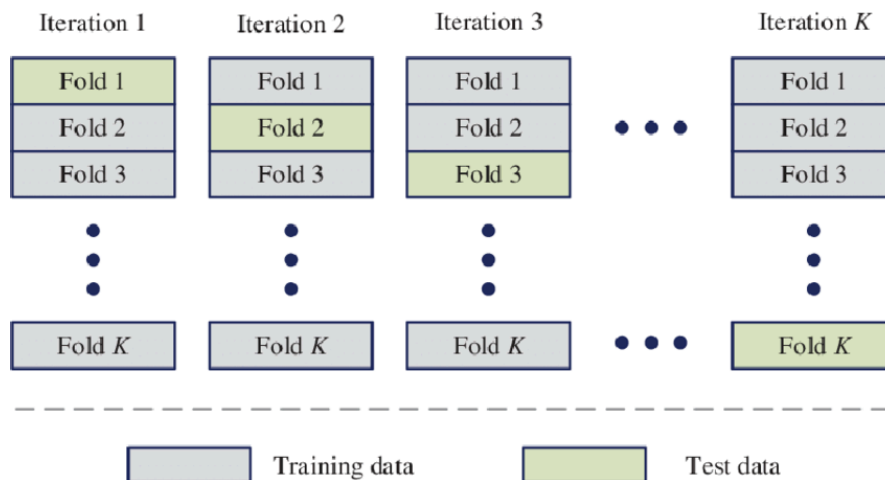 Iteration 1 Iteration 2 Iteration 3 Iteration K
Fold 1 Fold 1 Fold 1 Fold 1
Fold 2 Fold 2 Fold 2 Fold 2
Fold 3 Fold 3 Fold 3 Fold 3
Fold K Fold K Fold K Fold K
Training data Test data